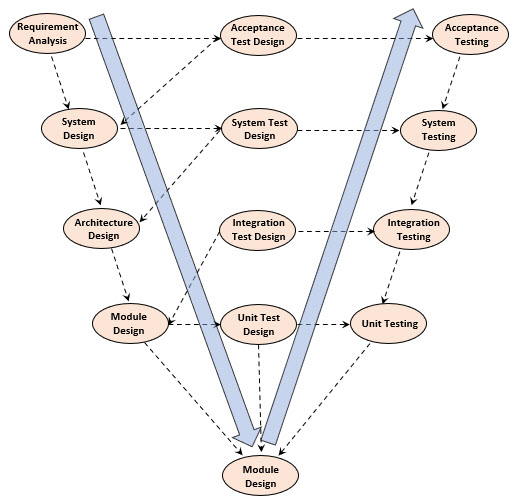 Requirement
Analysis
Acceptance
Test Design
Acceptance
Testing
System
Design
System Test
Design
System
Testing
Architecture
Design
Integration
Test Design
Integration
Testing
Module
Design
Unit Test
Design
Unit Testing
Module
Design